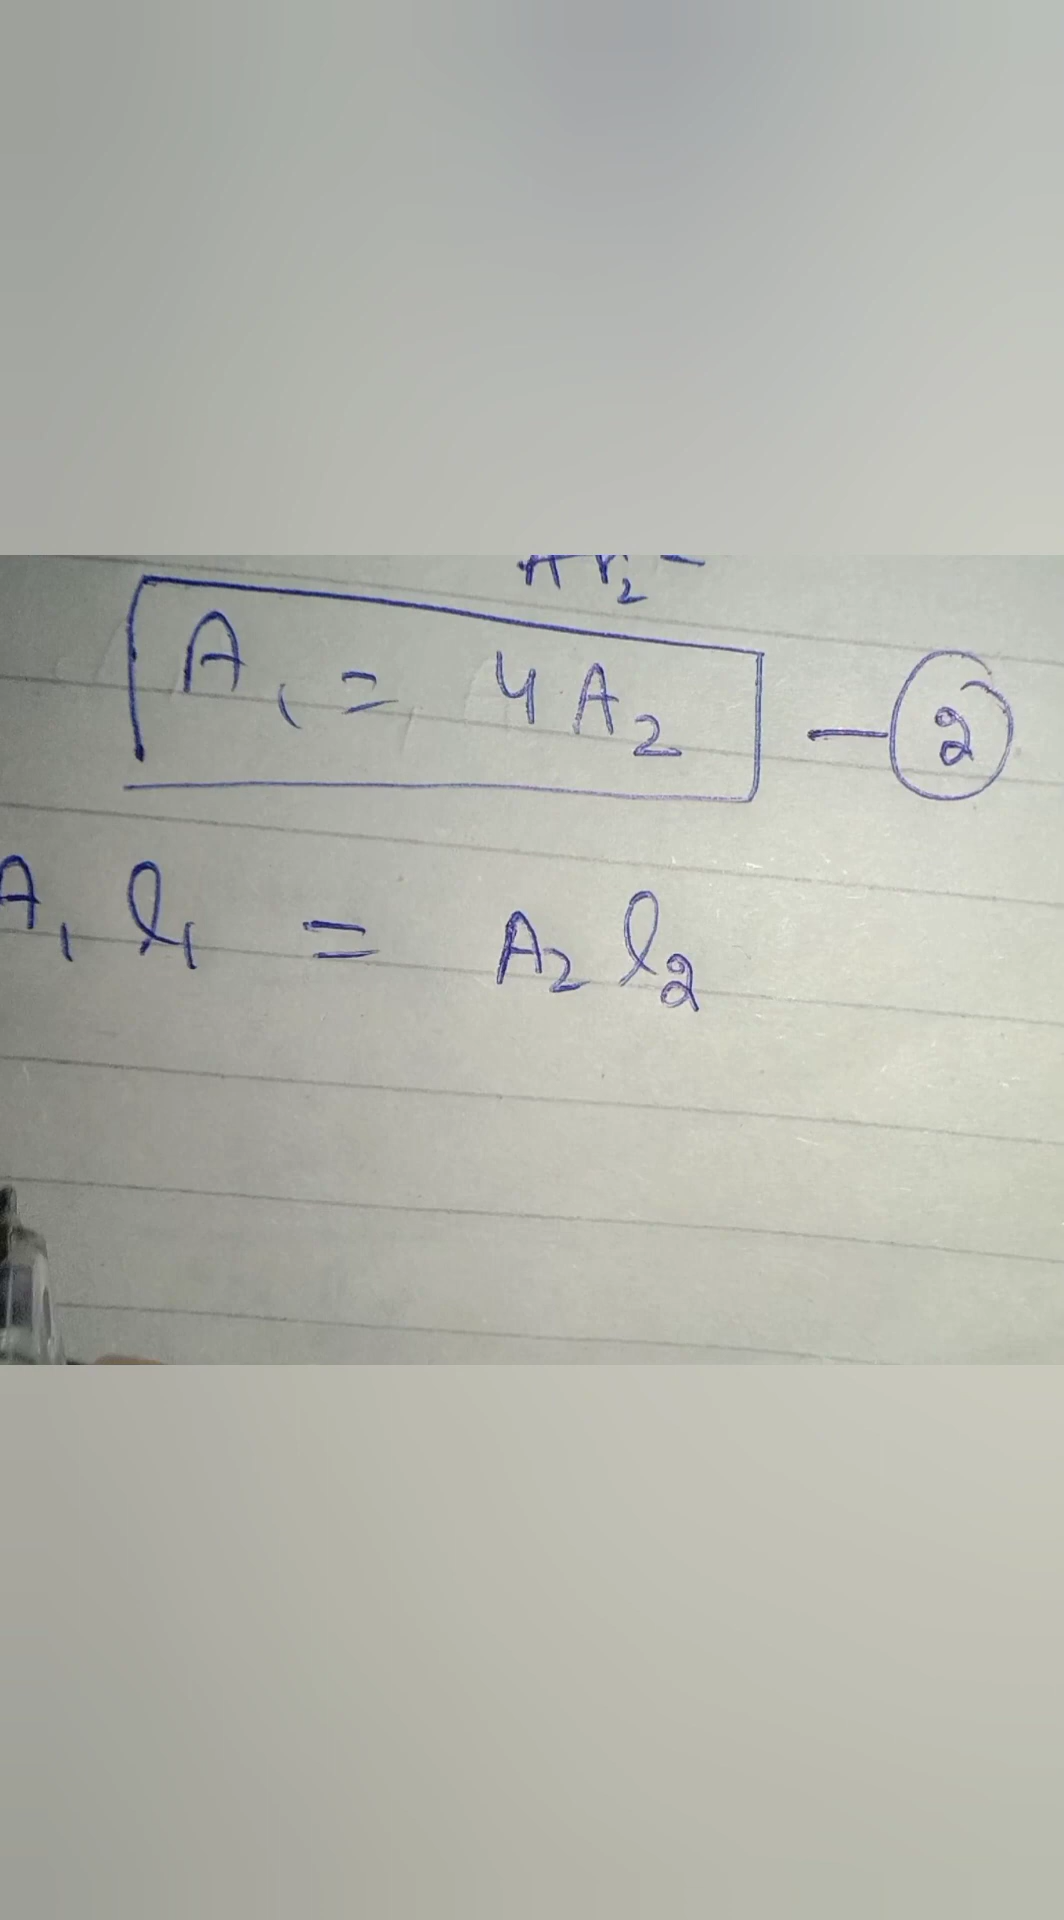 A₁ = 4A₂ — ②
A₁ l₁ = A₂ l₂